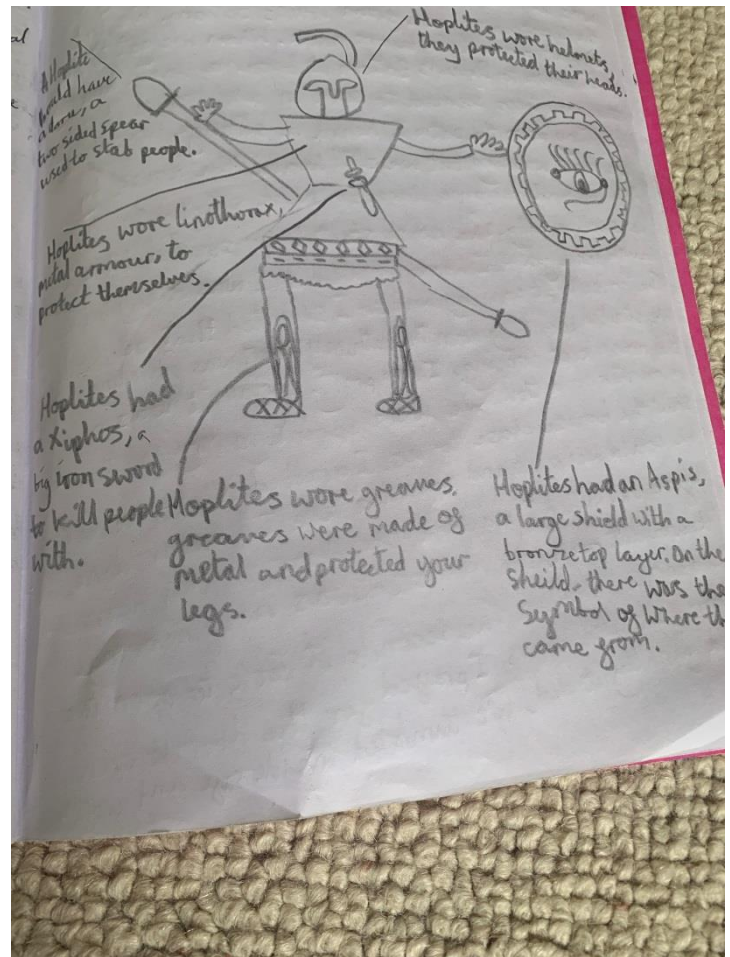 al
Hoplites wore helmets,
they protected their heads.
A Hoplite
would have
a doru, a
two sided spear
used to stab people.
Hoplites wore linothorax,
metal armour, to
protect themselves.
Hoplites had
a Xiphos, a
big iron sword
to kill people
with.
Hoplites wore greaves,
greaves were made of
metal and protected your
legs.
Hoplites had an Aspis,
a large shield with a
bronze top layer. On the
sheild, there was the
symbol of where th
came from.